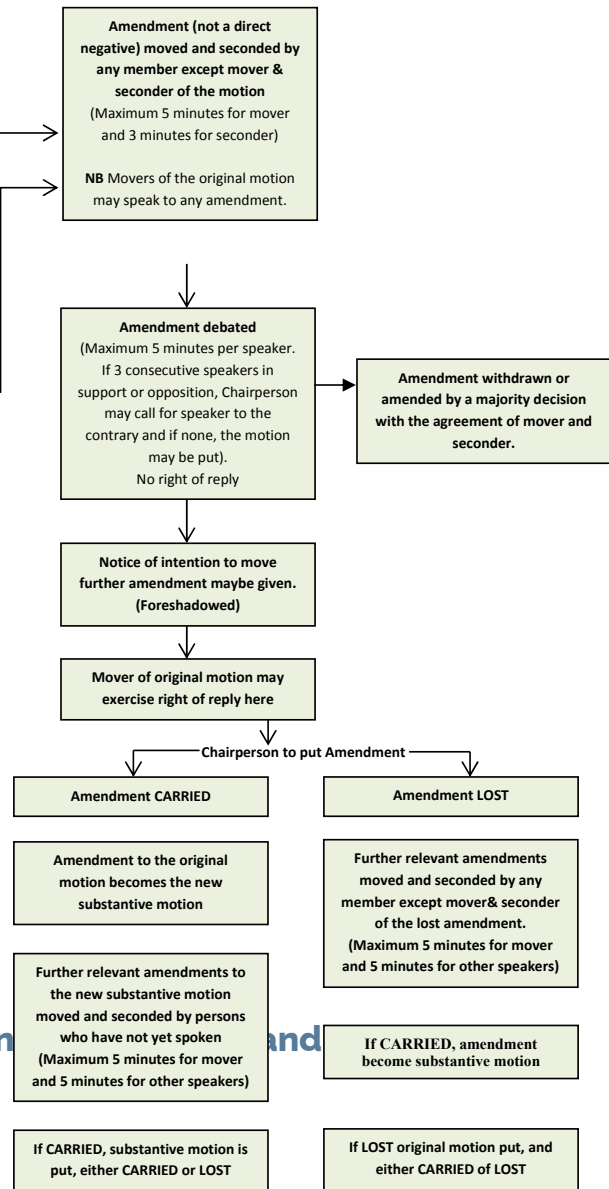 Amendment (not a direct
negative) moved and seconded by
any member except mover &
seconder of the motion
(Maximum 5 minutes for mover
and 3 minutes for seconder)
NB Movers of the original motion
may speak to any amendment.
Amendment debated
(Maximum 5 minutes per speaker.
If 3 consecutive speakers in
support or opposition, Chairperson
may call for speaker to the
contrary and if none, the motion
may be put).
No right of reply
Amendment withdrawn or
amended by a majority decision
with the agreement of mover and
seconder.
Notice of intention to move
further amendment maybe given.
(Foreshadowed)
Mover of original motion may
exercise right of reply here
Chairperson to put Amendment
Amendment CARRIED
Amendment to the original
motion becomes the new
substantive motion
Further relevant amendments to
the new substantive motion
moved and seconded by persons
who have not yet spoken
(Maximum 5 minutes for mover
and 5 minutes for other speakers)
If CARRIED, substantive motion is
put, either CARRIED or LOST
Amendment LOST
Further relevant amendments
moved and seconded by any
member except mover& seconder
of the lost amendment.
(Maximum 5 minutes for mover
and 5 minutes for other speakers)
and
If CARRIED, amendment
become substantive motion
If LOST original motion put, and
either CARRIED of LOST